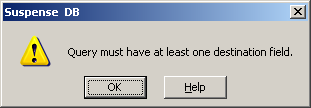 Suspense DB
Query must have at least one destination field.
OK
Help